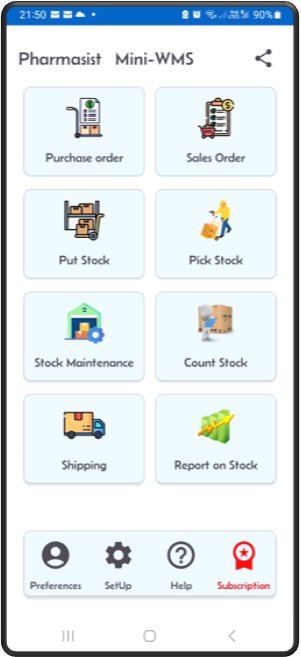 21:50 90%
Pharmasist Mini-WMS
Purchase order Sales Order
Put Stock Pick Stock
Stock Maintenance Count Stock
Shipping Report on Stock
Preferences SetUp Help Subscription